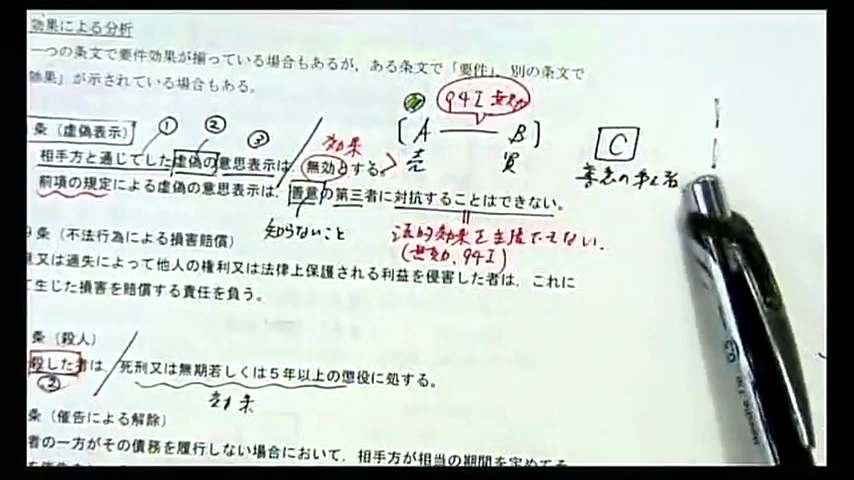 効果による分析
一つの条文で要件効果が揃っている場合もあるが，ある条文で「要件」，別の条文で
効果」が示されている場合もある。
94Ⅰ 無効
① ② ③
[ A ― B ]
C
条（虚偽表示）
効果
売 買
相手方と通じてした虚偽の意思表示は，無効とする。
善意の第三者
前項の規定による虚偽の意思表示は，善意の第三者に対抗することはできない。
知らないこと
法的効果を主張できない．
(無効，94Ⅰ)
9条（不法行為による損害賠償）
意又は過失によって他人の権利又は法律上保護される利益を侵害した者は，これに
て生じた損害を賠償する責任を負う。
条（殺人）
殺した者は，死刑又は無期若しくは５年以上の懲役に処する。
②
効果
条（催告による解除）
者の一方がその債務を履行しない場合において，相手方が相当の期間を定めてそ